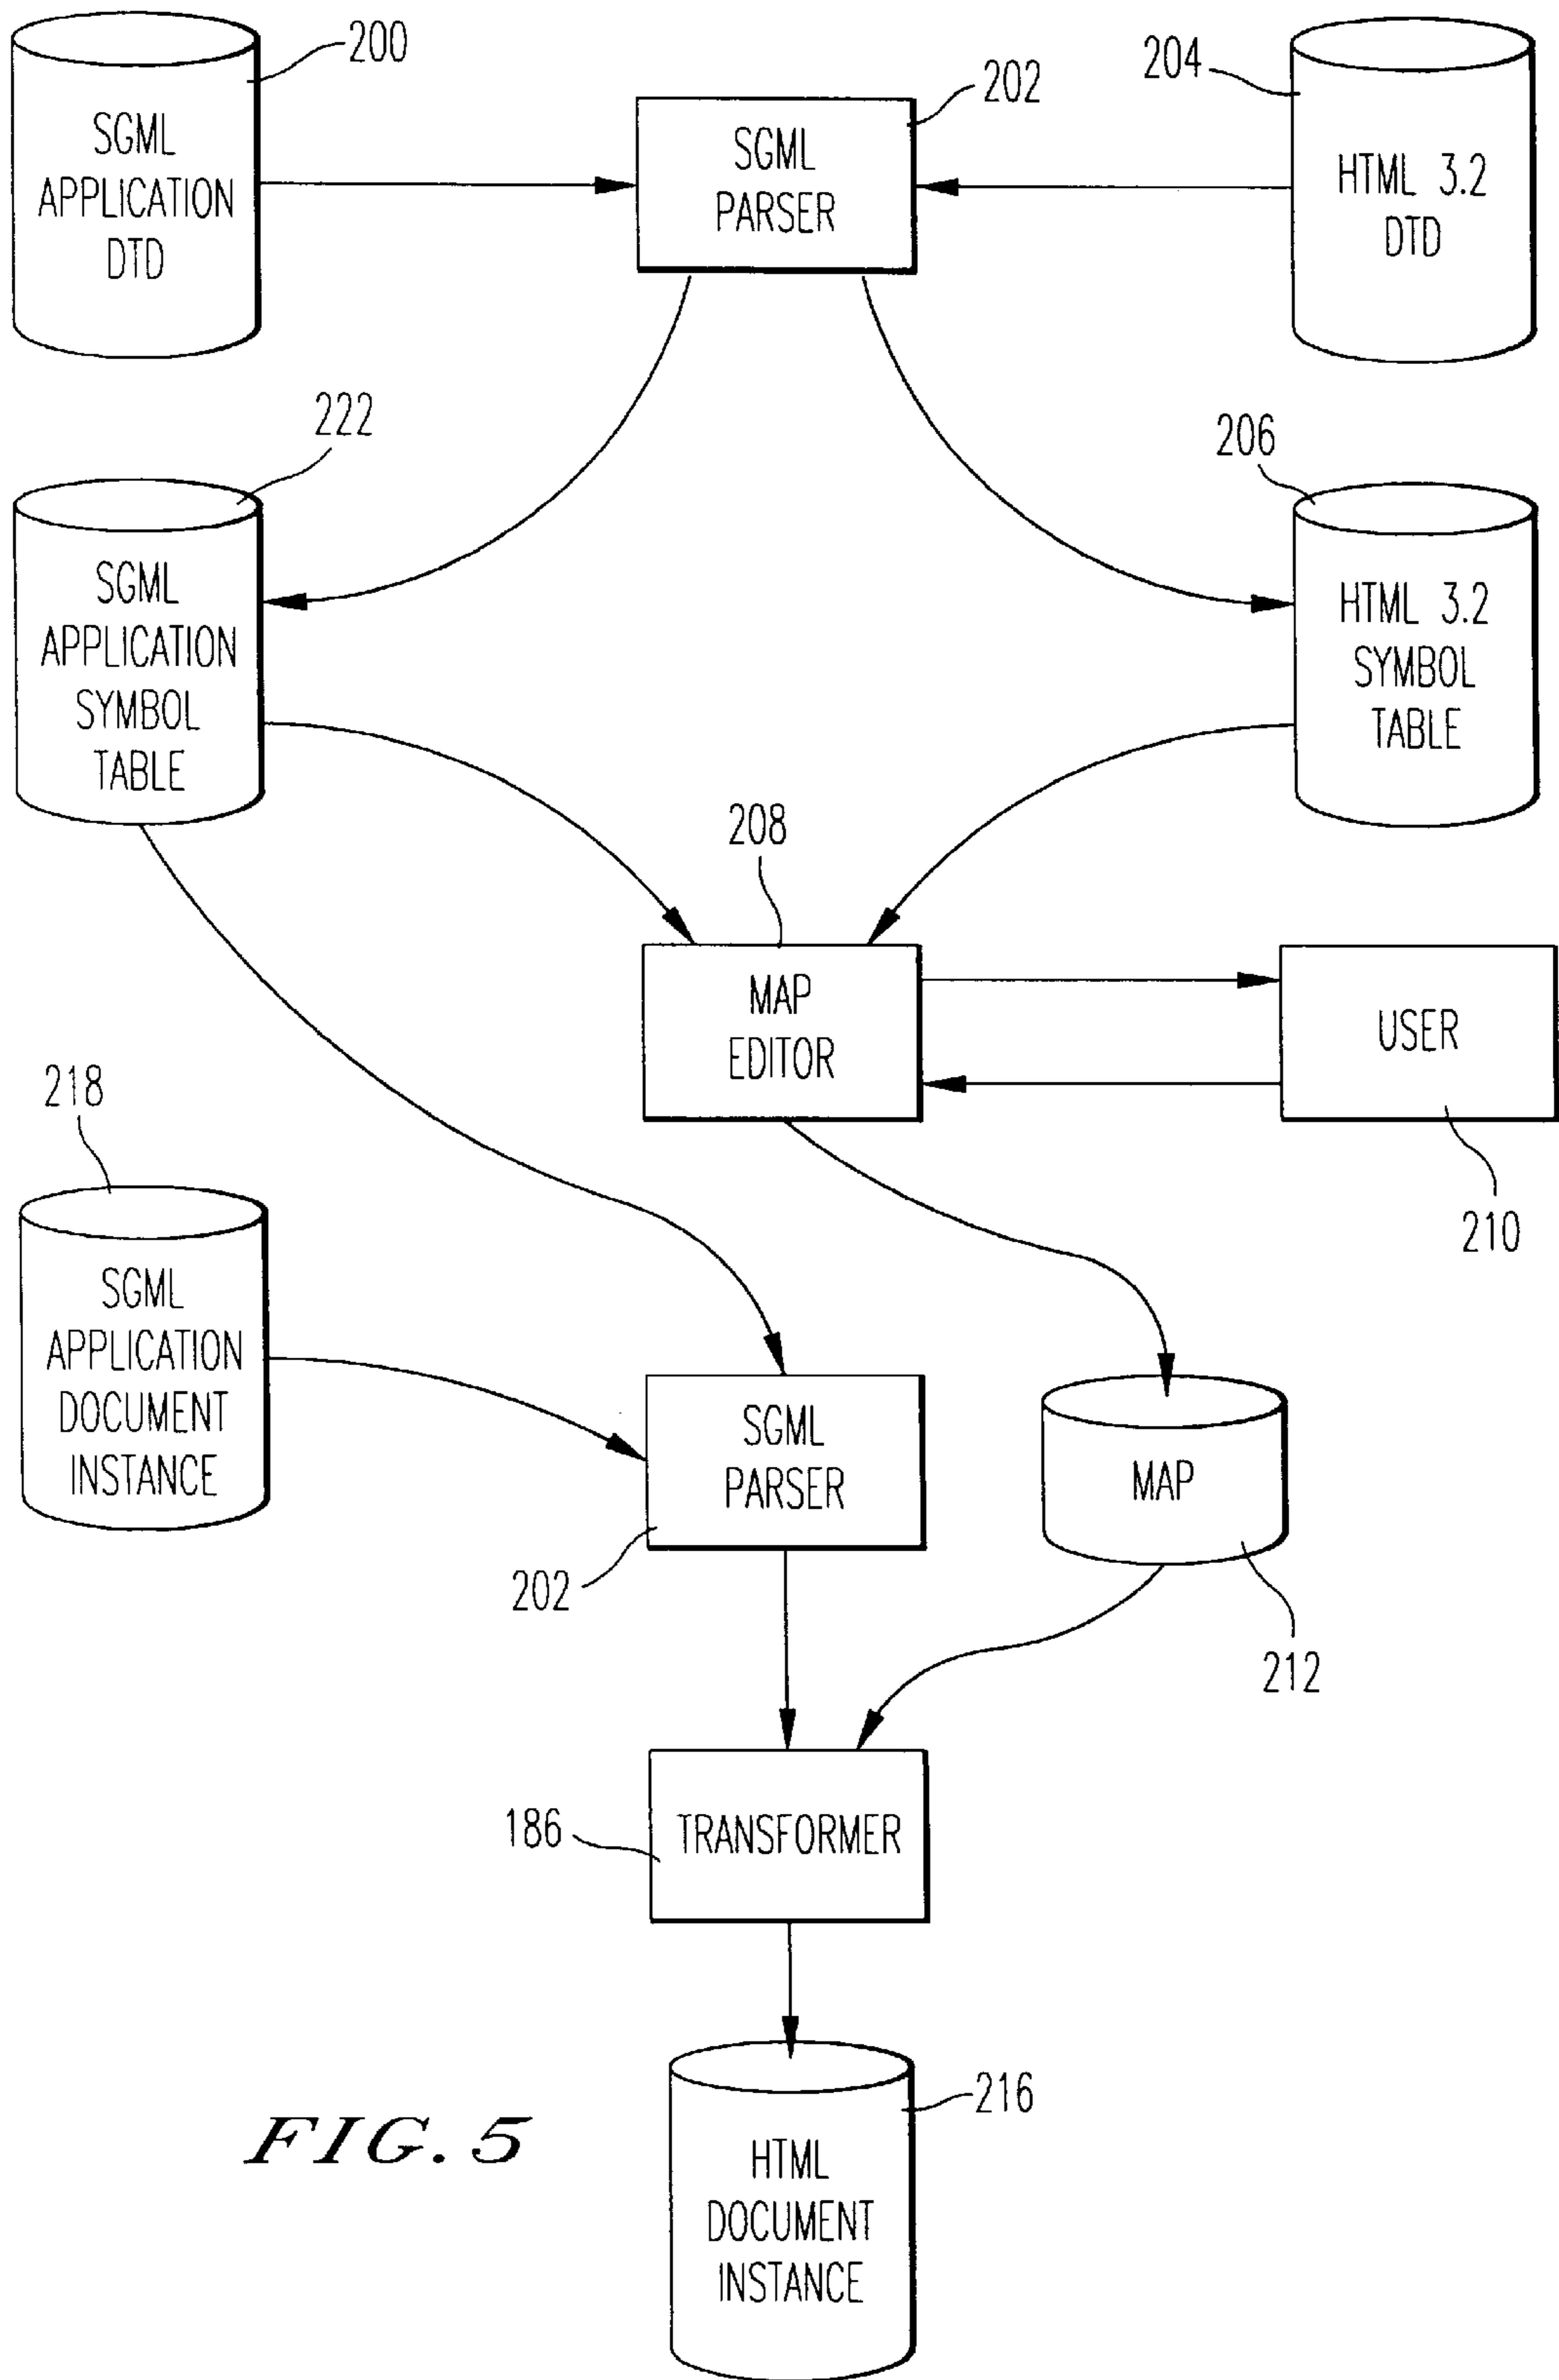 200
SGML
APPLICATION
DTD
202
SGML
PARSER
204
HTML 3.2
DTD
222
SGML
APPLICATION
SYMBOL
TABLE
206
HTML 3.2
SYMBOL
TABLE
208
MAP
EDITOR
USER
210
218
SGML
APPLICATION
DOCUMENT
INSTANCE
SGML
PARSER
202
MAP
212
186
TRANSFORMER
216
HTML
DOCUMENT
INSTANCE
FIG. 5